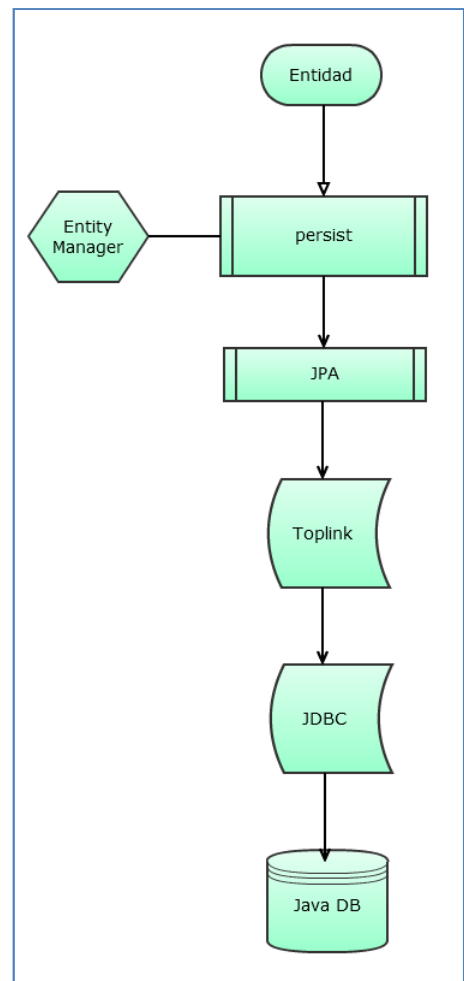 Entidad
Entity
Manager
persist
JPA
Toplink
JDBC
Java DB